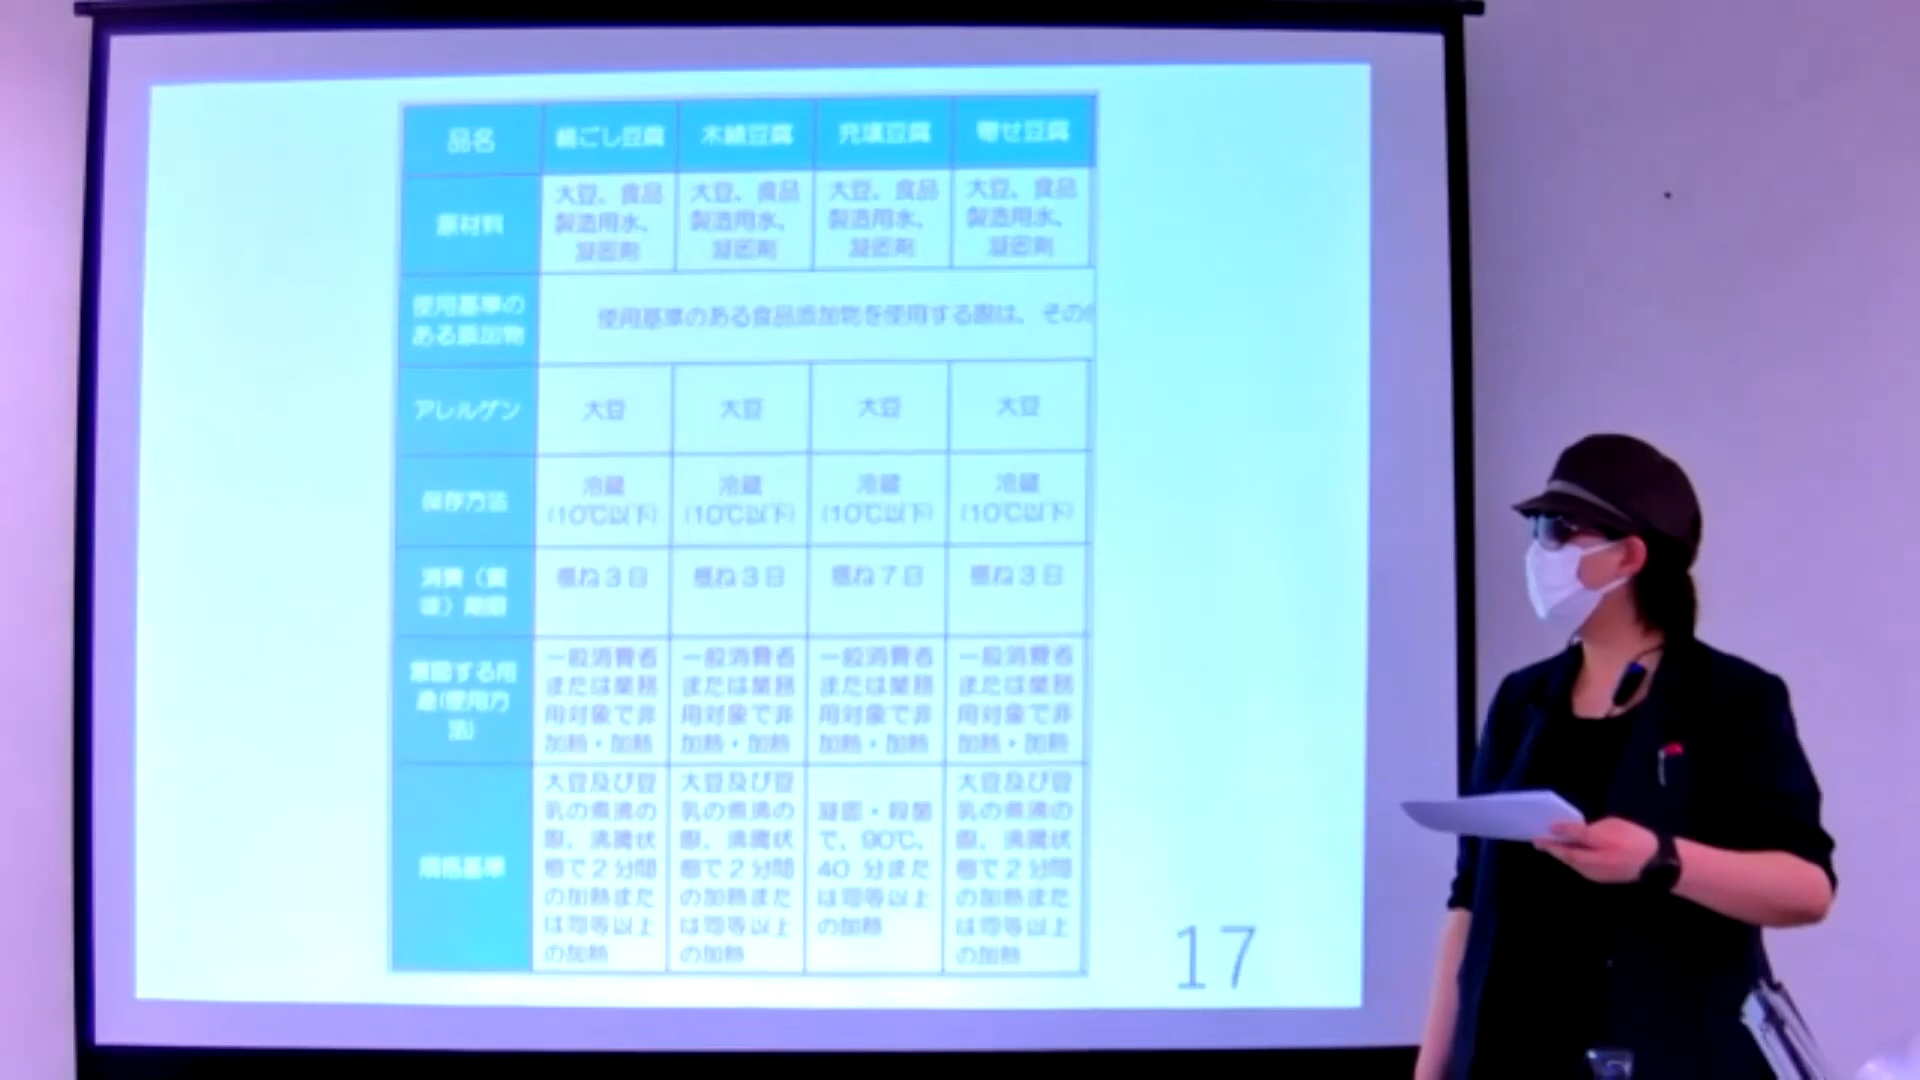 品名
絹ごし豆腐
木綿豆腐
充填豆腐
寄せ豆腐
原材料
大豆、食品
製造用水、
凝固剤
大豆、食品
製造用水、
凝固剤
大豆、食品
製造用水、
凝固剤
大豆、食品
製造用水、
凝固剤
使用基準の
ある添加物
使用基準のある食品添加物を使用する際は、その
アレルゲン
大豆
大豆
大豆
大豆
保存方法
冷蔵
(10℃以下)
冷蔵
(10℃以下)
冷蔵
(10℃以下)
冷蔵
(10℃以下)
消費（賞
味）期限
概ね３日
概ね３日
概ね７日
概ね３日
意図する用
途(使用方
法)
一般消費者
または業務
用対象で非
加熱・加熱
一般消費者
または業務
用対象で非
加熱・加熱
一般消費者
または業務
用対象で非
加熱・加熱
一般消費者
または業務
用対象で非
加熱・加熱
規格基準
大豆及び豆
乳の煮沸の
際、沸騰状
態で２分間
の加熱また
は同等以上
の加熱
大豆及び豆
乳の煮沸の
際、沸騰状
態で２分間
の加熱また
は同等以上
の加熱
凝固・殺菌
で、90℃、
40 分また
は同等以上
の加熱
大豆及び豆
乳の煮沸の
際、沸騰状
態で２分間
の加熱また
は同等以上
の加熱
17